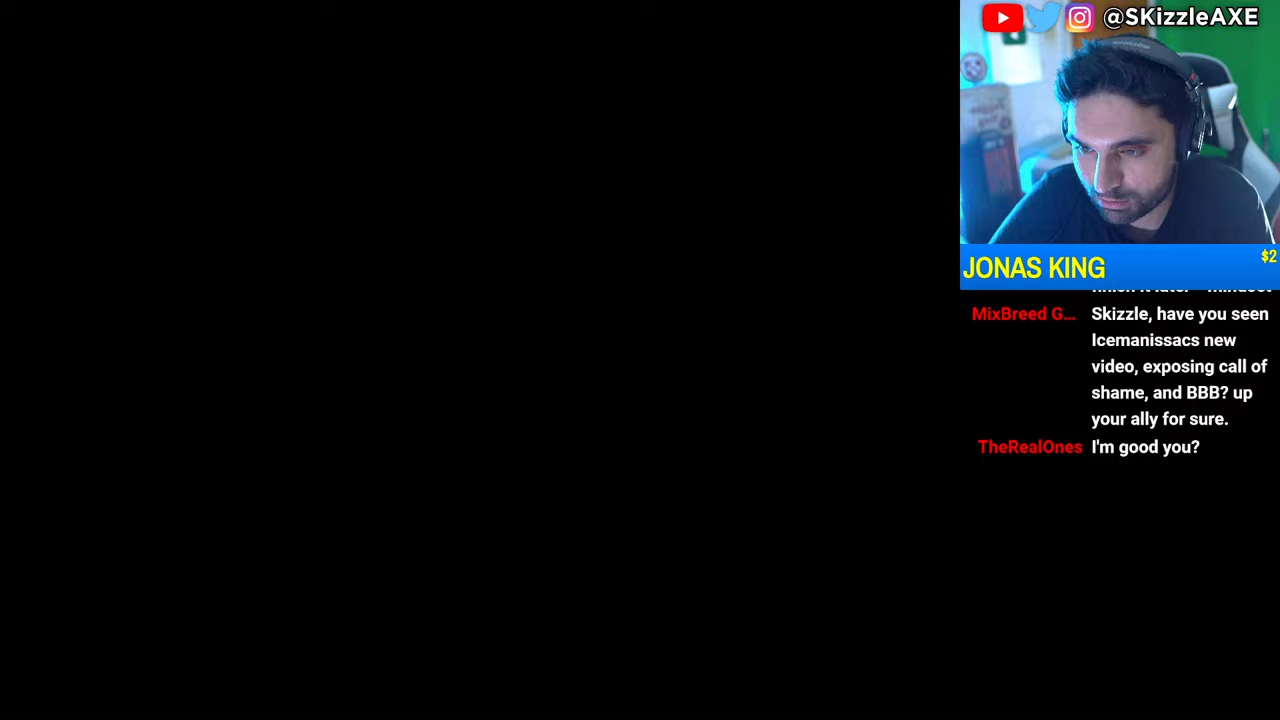 @SKizzleAXE
JONAS KING
$2
MixBreed G... Skizzle, have you seen
Icemanissacs new
video, exposing call of
shame, and BBB? up
your ally for sure.
TheRealOnes I'm good you?